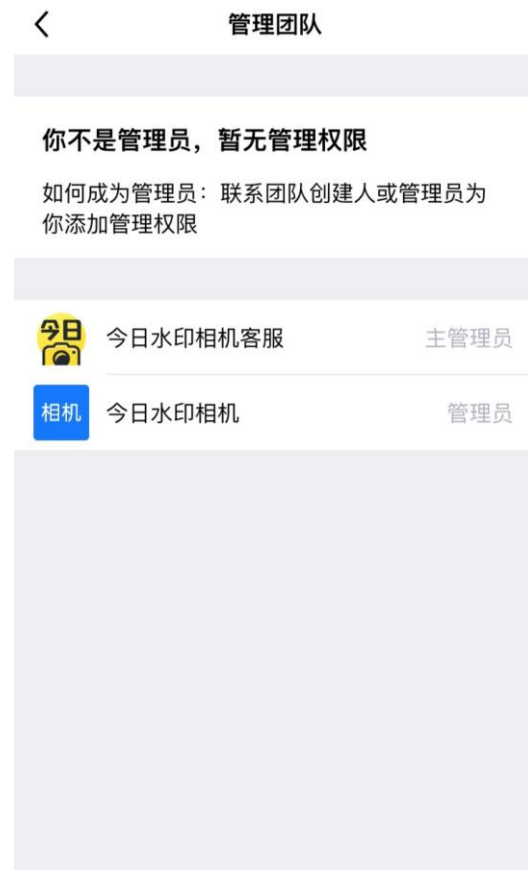 管理团队
你不是管理员，暂无管理权限
如何成为管理员：联系团队创建人或管理员为
你添加管理权限
今日
今日水印相机客服
主管理员
相机
今日水印相机
管理员